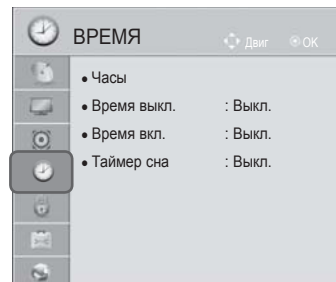 ВРЕМЯ Двиг OK
• Часы
• Время выкл. : Выкл.
• Время вкл. : Выкл.
• Таймер сна : Выкл.